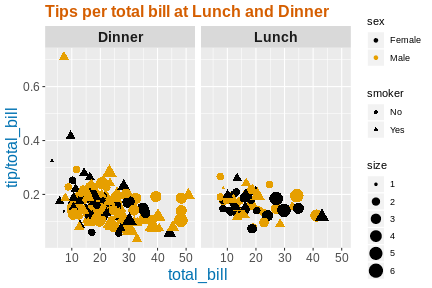 Tips per total bill at Lunch and Dinner
Dinner
Lunch
0.6
0.4
0.2
tip/total_bill
10 20 30 40 50
10 20 30 40 50
total_bill
sex
Female
Male
smoker
No
Yes
size
1
2
3
4
5
6